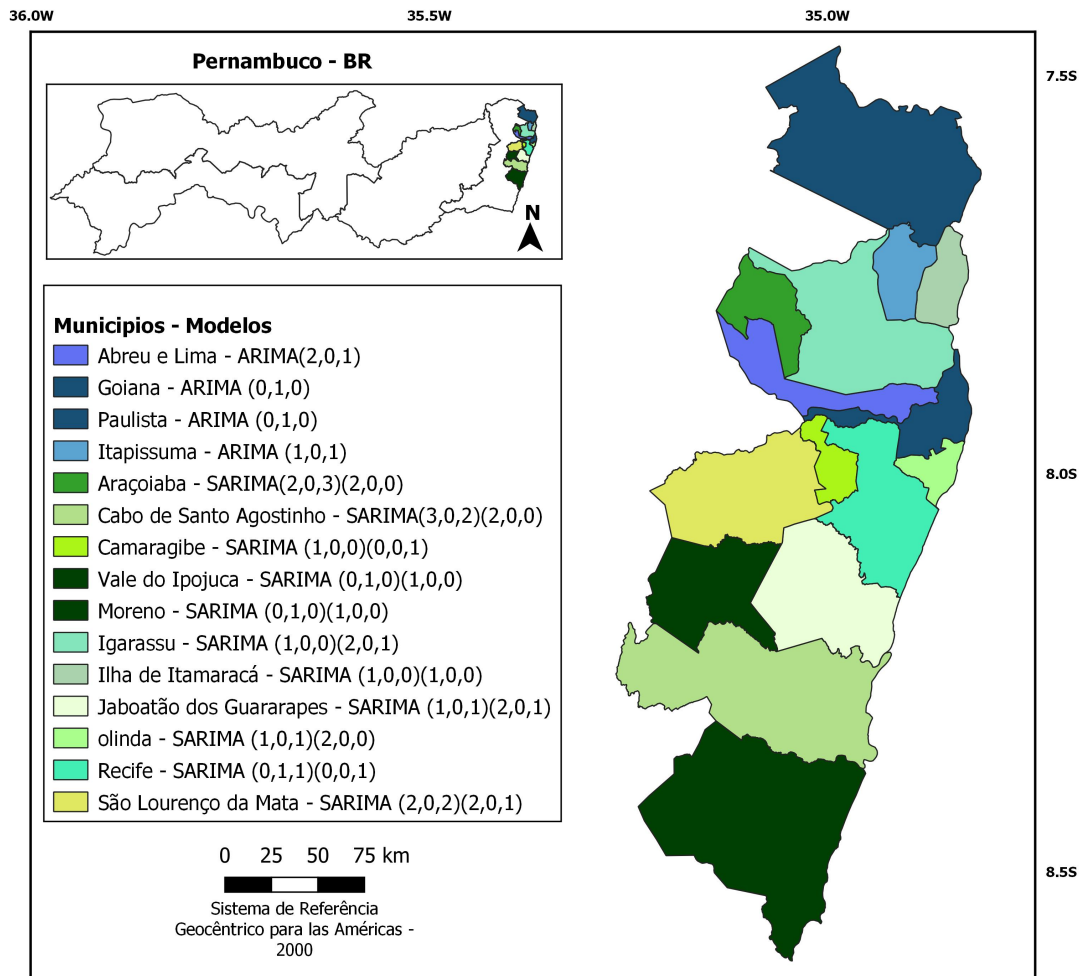 36.0W
35.5W
35.0W
Pernambuco - BR
7.5S
N
Municipios - Modelos
Abreu e Lima - ARIMA(2,0,1)
Goiana - ARIMA (0,1,0)
Paulista - ARIMA (0,1,0)
Itapissuma - ARIMA (1,0,1)
Araçoiaba - SARIMA(2,0,3)(2,0,0)
8.0S
Cabo de Santo Agostinho - SARIMA(3,0,2)(2,0,0)
Camaragibe - SARIMA (1,0,0)(0,0,1)
Vale do Ipojuca - SARIMA (0,1,0)(1,0,0)
Moreno - SARIMA (0,1,0)(1,0,0)
Igarassu - SARIMA (1,0,0)(2,0,1)
Ilha de Itamaracá - SARIMA (1,0,0)(1,0,0)
Jaboatão dos Guararapes - SARIMA (1,0,1)(2,0,1)
olinda - SARIMA (1,0,1)(2,0,0)
Recife - SARIMA (0,1,1)(0,0,1)
São Lourenço da Mata - SARIMA (2,0,2)(2,0,1)
0 25 50 75 km
8.5S
Sistema de Referência
Geocêntrico para las Américas -
2000